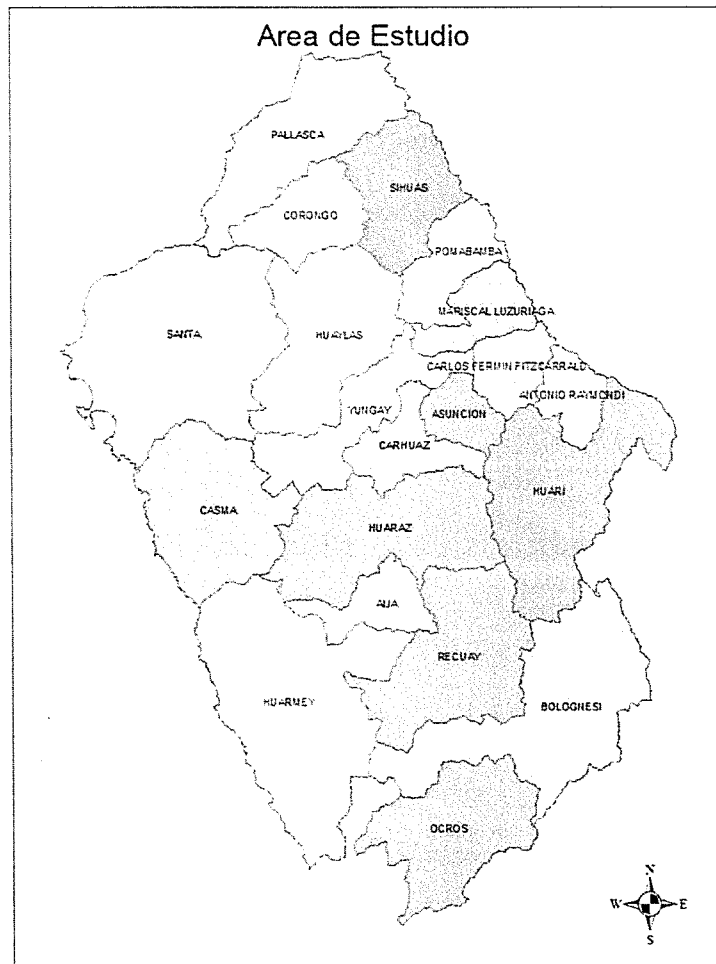 Area de Estudio
PALLASCA
SIHUAS
CORONGO
POMABAMBA
MARISCAL LUZURIAGA
SANTA
HUAYLAS
CARLOS FERMIN FITZCARRALD
ANTONIO RAYMONDI
YUNGAY
ASUNCION
CARHUAZ
HUARI
CASMA
HUARAZ
AIJA
RECUAY
HUARMEY
BOLOGNESI
OCROS
N
W E
S